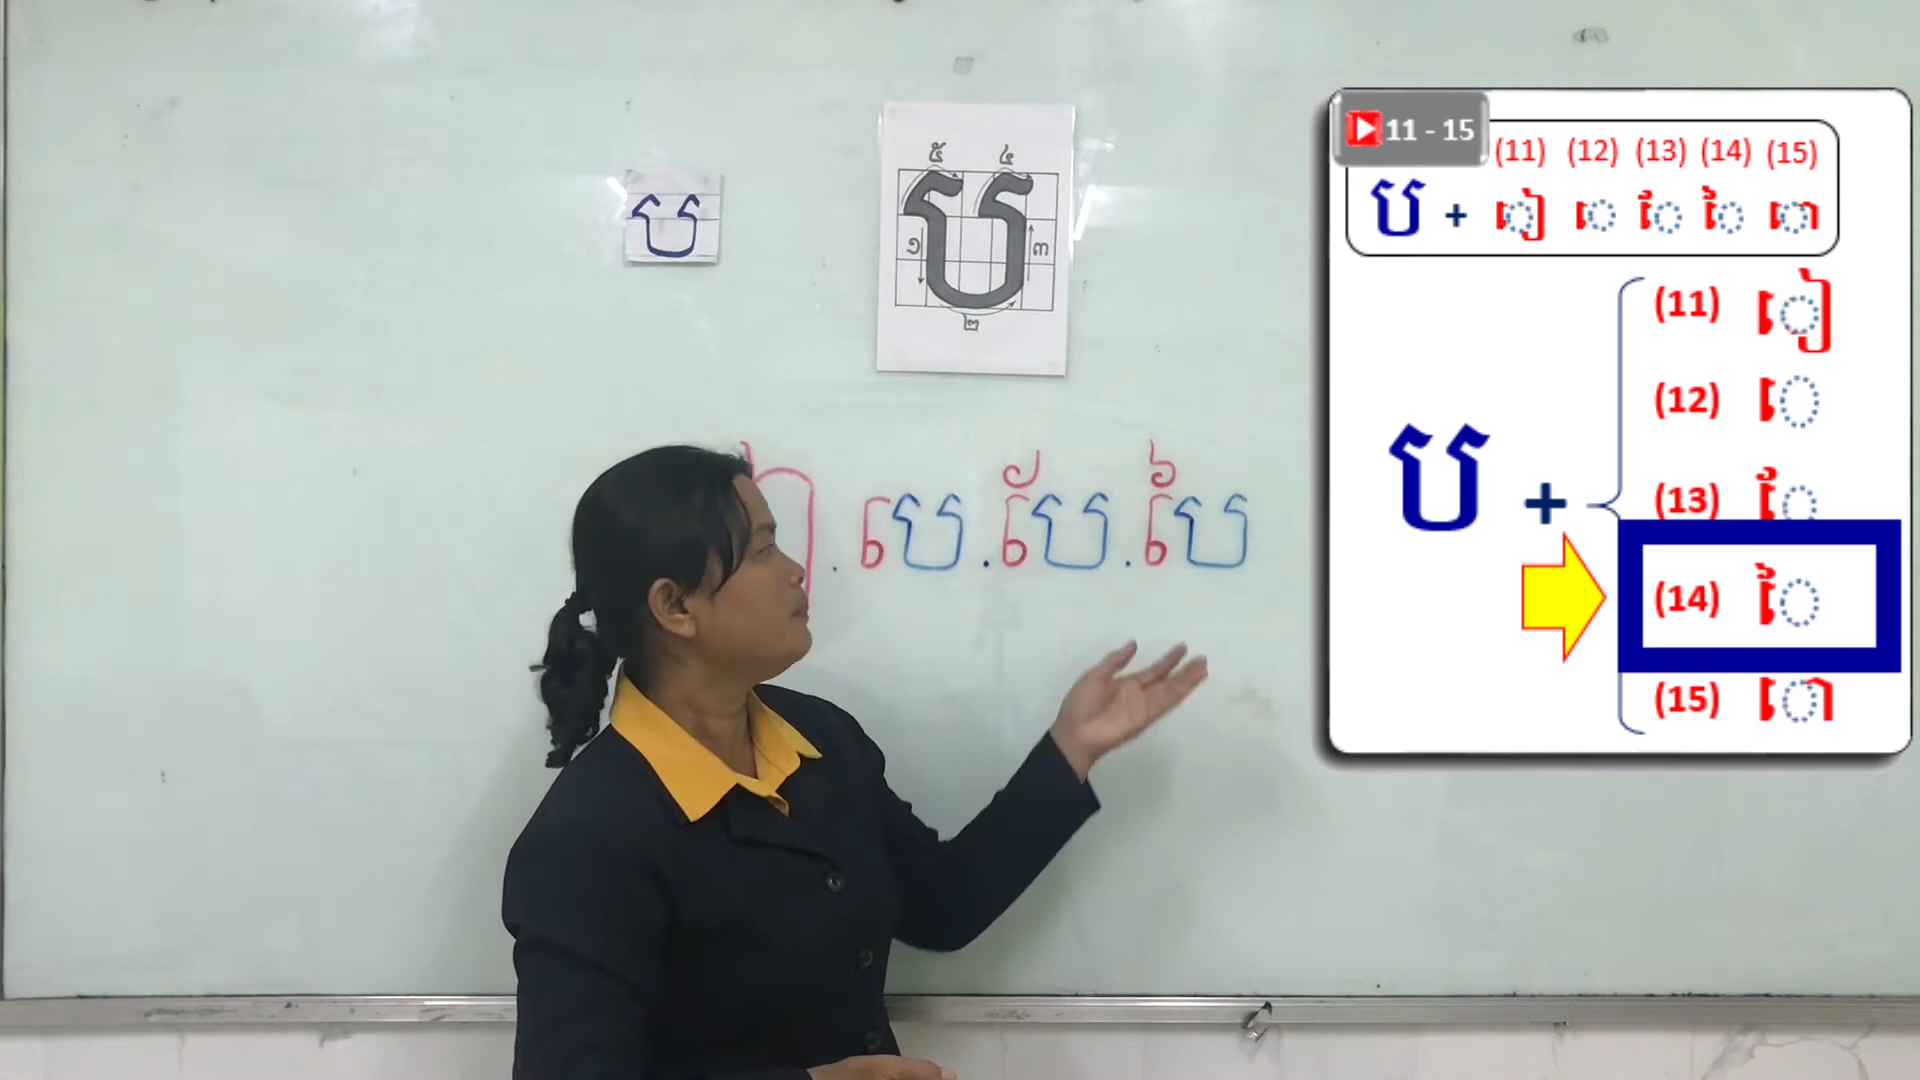 ប
៥ ៤
ប
១ ៣
២
. បេ . បែ . បៃ
11 - 15
(11) (12) (13) (14) (15)
ប + ៀ េ ែ ៃ ោ
(11) ៀ
(12) េ
ប + (13) ែ
(14) ៃ
(15) ោ